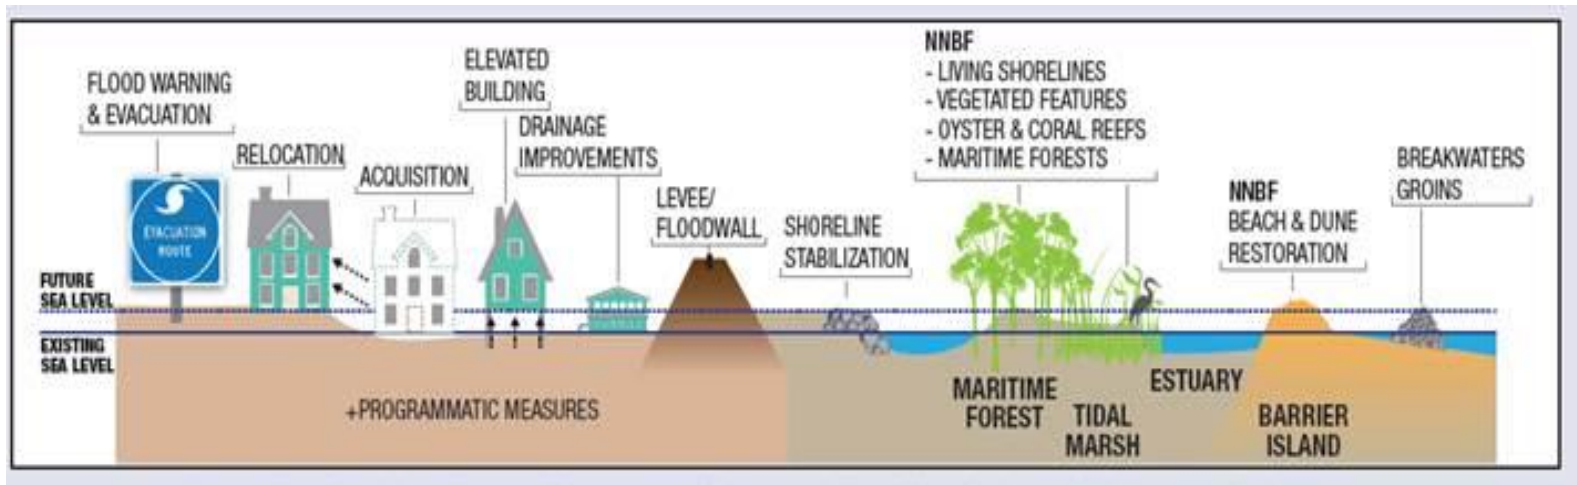 FLOOD WARNING
& EVACUATION
EVACUATION
ROUTE
RELOCATION
ACQUISITION
ELEVATED
BUILDING
DRAINAGE
IMPROVEMENTS
LEVEE/
FLOODWALL
SHORELINE
STABILIZATION
NNBF
- LIVING SHORELINES
- VEGETATED FEATURES
- OYSTER & CORAL REEFS
- MARITIME FORESTS
NNBF
BEACH & DUNE
RESTORATION
BREAKWATERS
GROINS
FUTURE
SEA LEVEL
EXISTING
SEA LEVEL
+PROGRAMMATIC MEASURES
MARITIME
FOREST
TIDAL
MARSH
ESTUARY
BARRIER
ISLAND